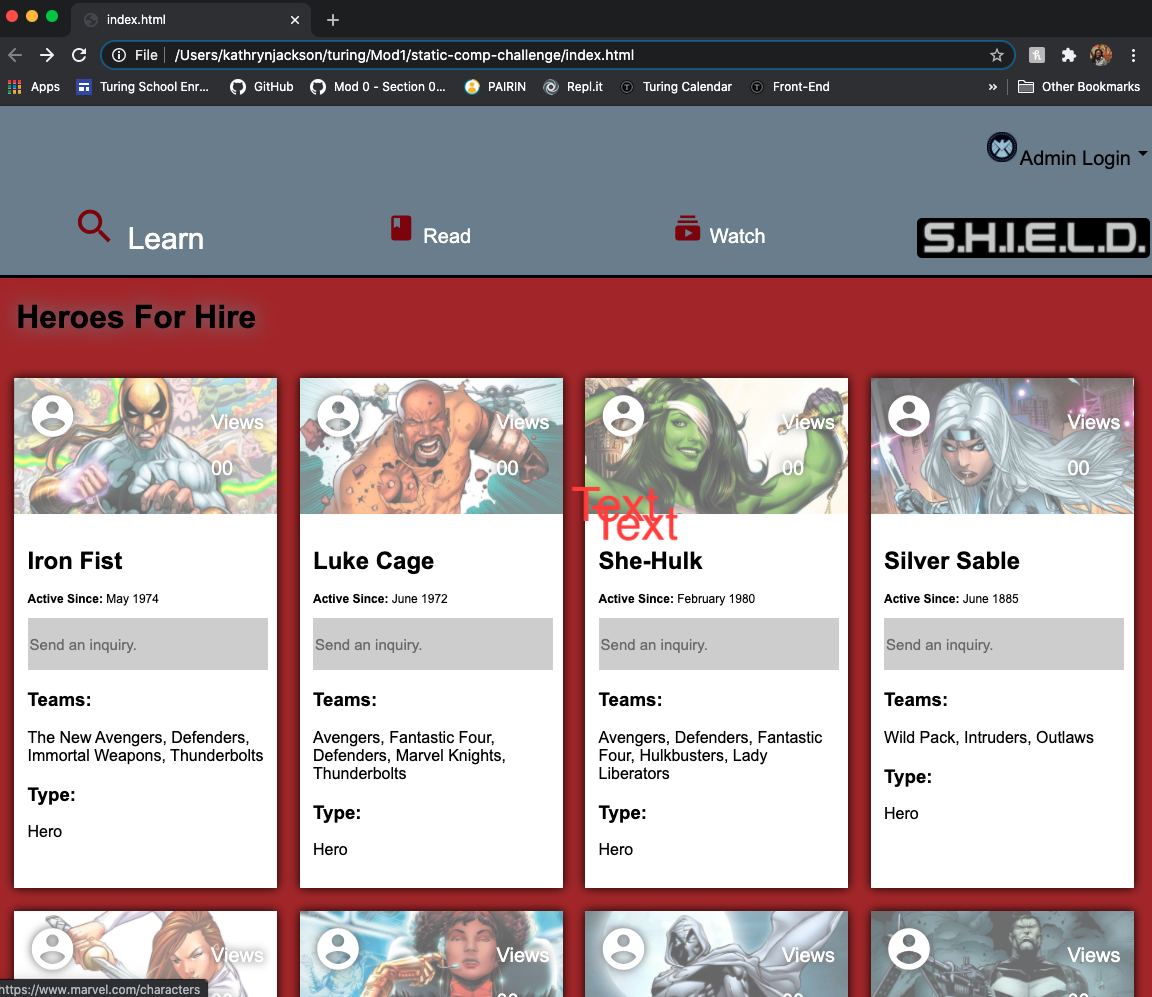 index.html
File /Users/kathrynjackson/turing/Mod1/static-comp-challenge/index.html
Apps Turing School Enr... GitHub Mod 0 - Section 0... PAIRIN Repl.it Turing Calendar Front-End » Other Bookmarks
Admin Login
Learn Read Watch S.H.I.E.L.D.
Heroes For Hire
Views Views Views Views
00 00 00 00
Text
Text
Iron Fist Luke Cage She-Hulk Silver Sable
Active Since: May 1974 Active Since: June 1972 Active Since: February 1980 Active Since: June 1885
Send an inquiry. Send an inquiry. Send an inquiry. Send an inquiry.
Teams: Teams: Teams: Teams:
The New Avengers, Defenders, Avengers, Fantastic Four, Avengers, Defenders, Fantastic Wild Pack, Intruders, Outlaws
Immortal Weapons, Thunderbolts Defenders, Marvel Knights, Four, Hulkbusters, Lady
Thunderbolts Liberators
Type: Type: Type: Type:
Hero Hero Hero Hero
Views Views Views Views
https://www.marvel.com/characters